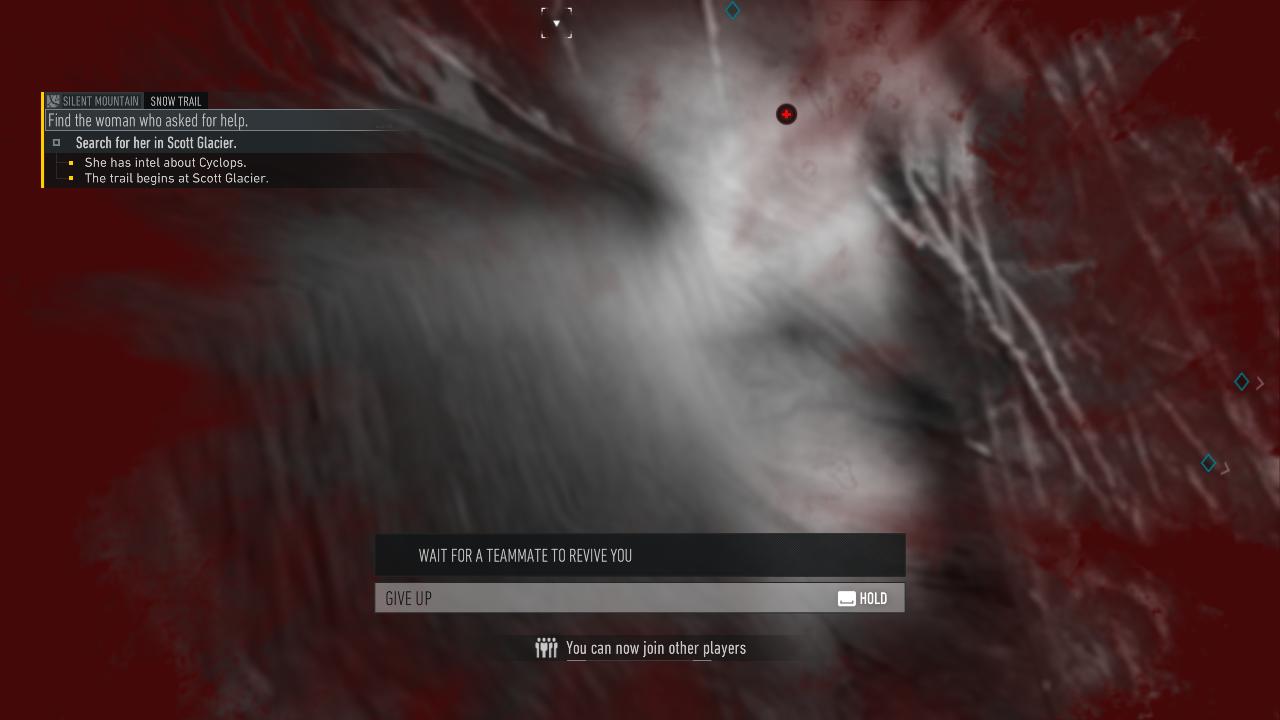 SILENT MOUNTAIN SNOW TRAIL
Find the woman who asked for help.
Search for her in Scott Glacier.
She has intel about Cyclops.
The trail begins at Scott Glacier.
WAIT FOR A TEAMMATE TO REVIVE YOU
GIVE UP HOLD
You can now join other players